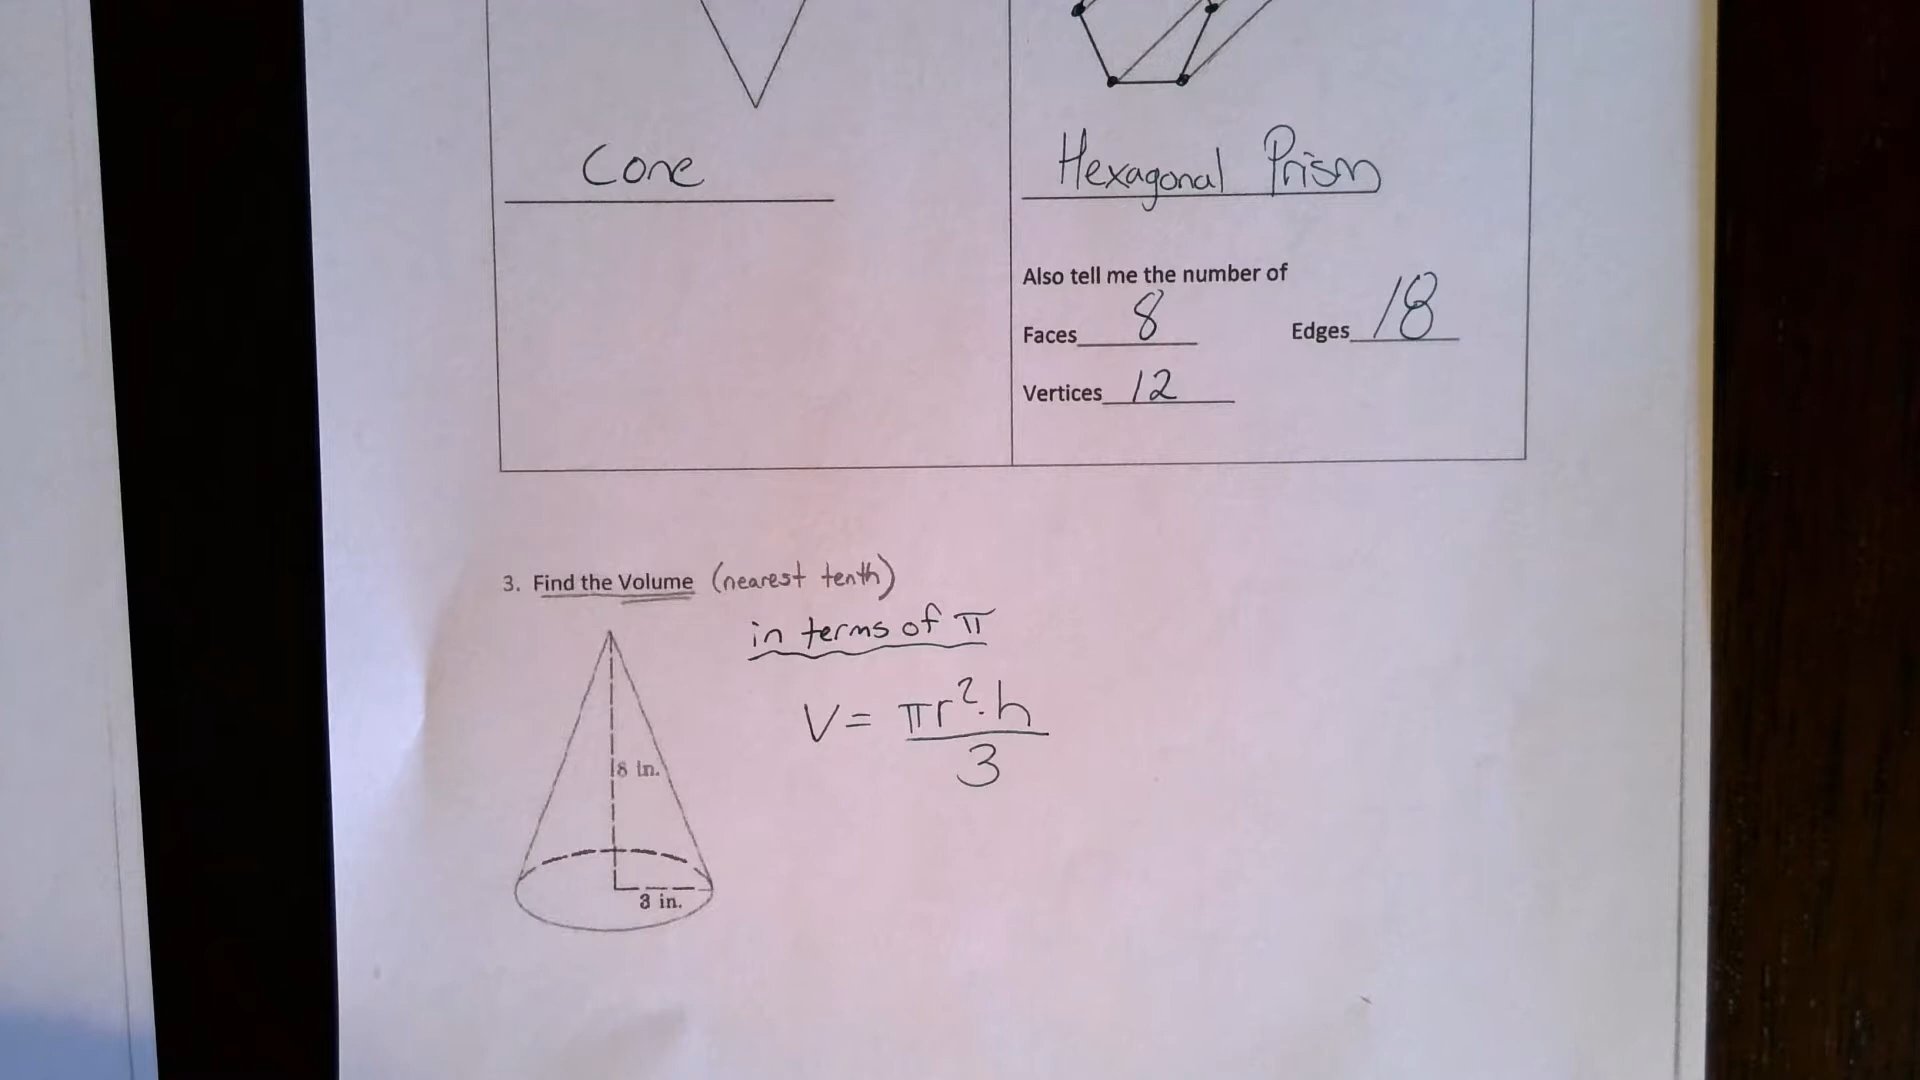 Cone
Hexagonal Prism
Also tell me the number of
Faces 8 Edges 18
Vertices 12
3. Find the Volume (nearest tenth)
in terms of π
V = πr²·h
3
8 in.
3 in.